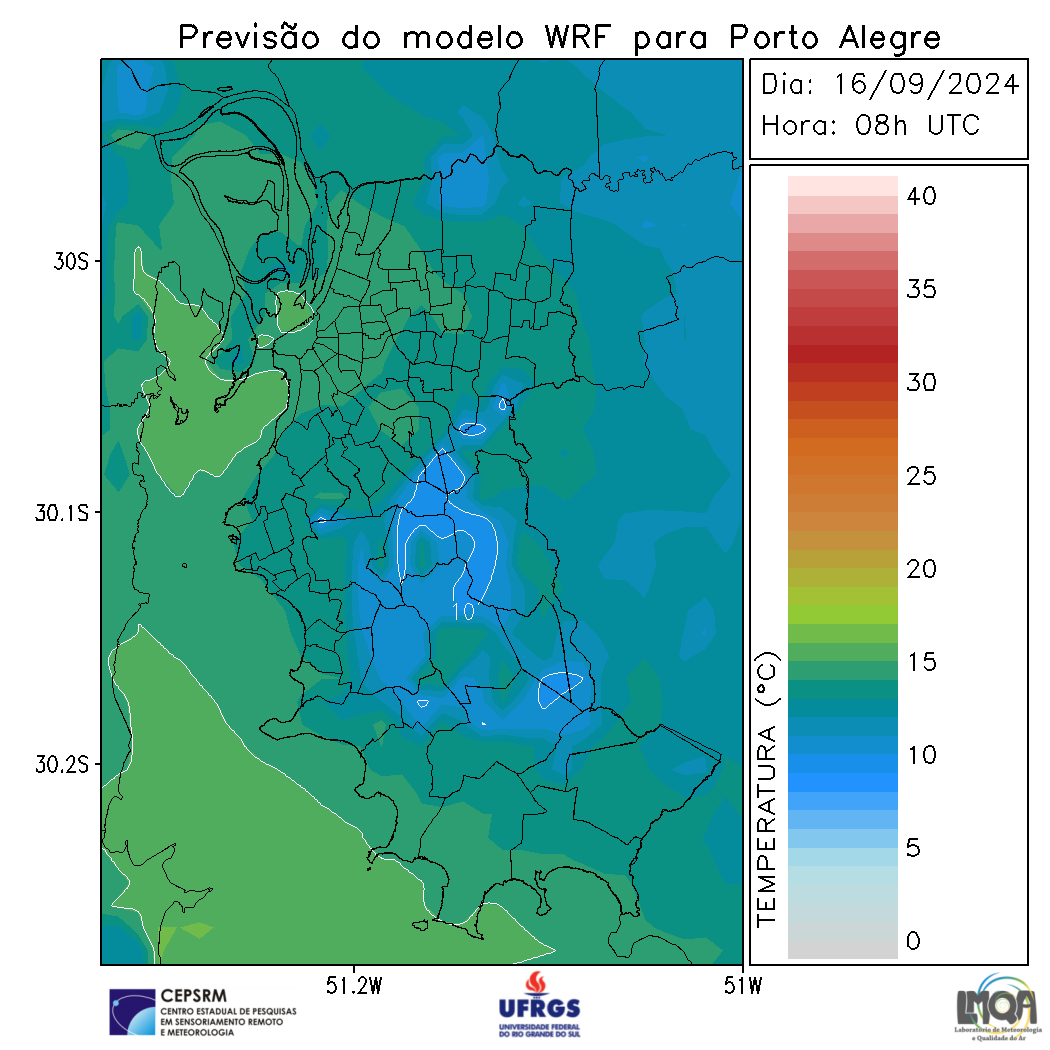 Previsão do modelo WRF para Porto Alegre
Dia: 16/09/2024
Hora: 08h UTC
40
35
30
25
20
15
10
5
0
TEMPERATURA (°C)
30S
30.1S
30.2S
10
51.2W
51W
CEPSRM
CENTRO ESTADUAL DE PESQUISAS
EM SENSORIAMENTO REMOTO
E METEOROLOGIA
UFRGS
UNIVERSIDADE FEDERAL
DO RIO GRANDE DO SUL
LMQA
Laboratório de Meteorologia
e Qualidade do Ar